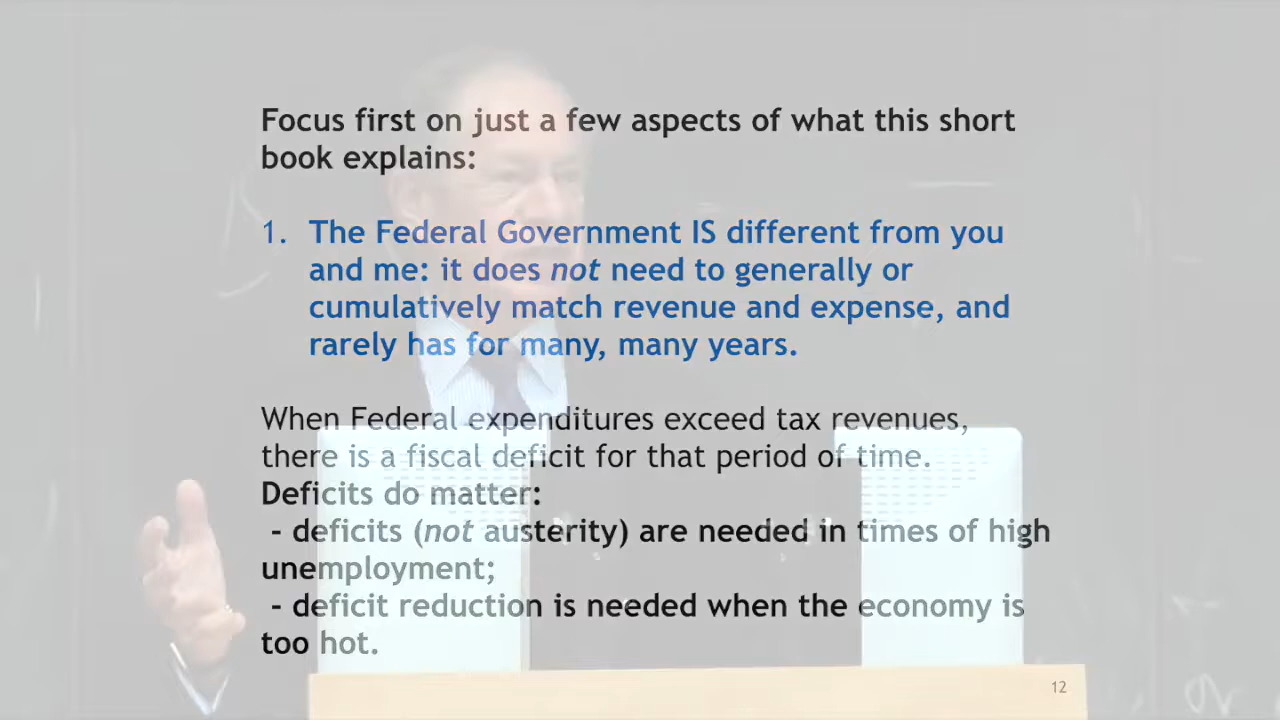 Focus first on just a few aspects of what this short
book explains:
1. The Federal Government IS different from you
and me: it does not need to generally or
cumulatively match revenue and expense, and
rarely has for many, many years.
When Federal expenditures exceed tax revenues,
there is a fiscal deficit for that period of time.
Deficits do matter:
- deficits (not austerity) are needed in times of high
unemployment;
- deficit reduction is needed when the economy is
too hot.
12